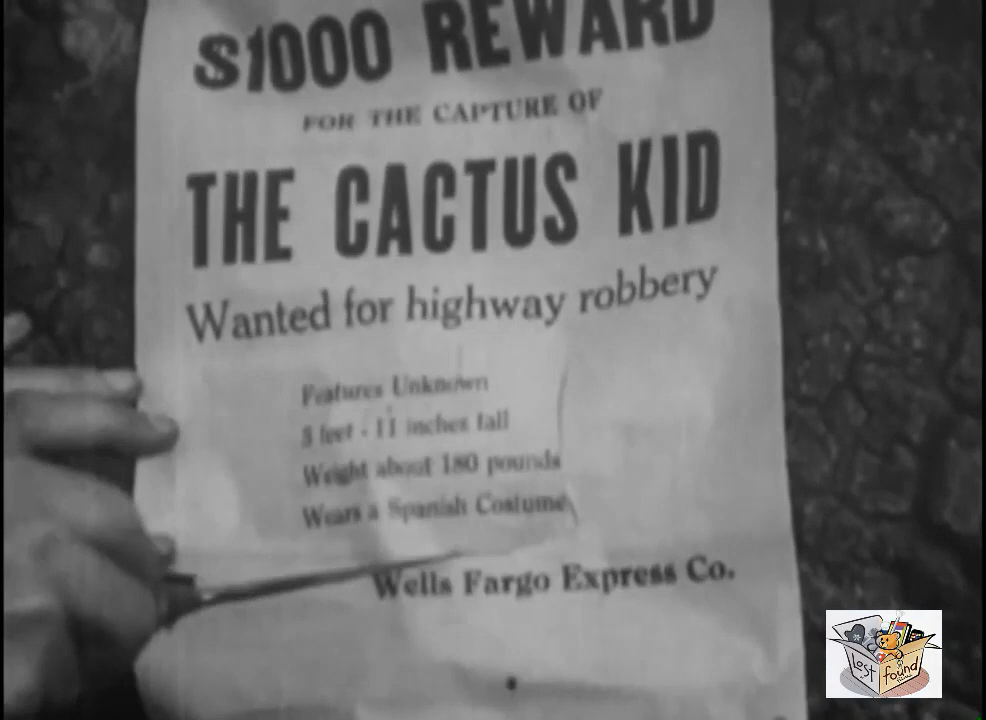 $1000 REWARD
FOR THE CAPTURE OF
THE CACTUS KID
Wanted for highway robbery
Features Unknown
5 feet - 11 inches tall
Weight about 180 pounds
Wears a Spanish Costume
Wells Fargo Express Co.
Lost
found